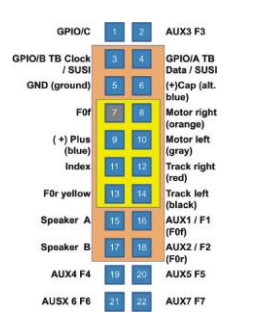 GPIO/C 1 2 AUX3 F3
GPIO/B TB Clock / SUSI 3 4 GPIO/A TB Data / SUSI
GND (ground) 5 6 (+)Cap (alt. blue)
F0f 7 8 Motor right (orange)
(+) Plus (blue) 9 10 Motor left (gray)
Index 11 12 Track right (red)
F0r yellow 13 14 Track left (black)
Speaker A 15 16 AUX1 / F1 (F0f)
Speaker B 17 18 AUX2 / F2 (F0r)
AUX4 F4 19 20 AUX5 F5
AUSX 6 F6 21 22 AUX7 F7